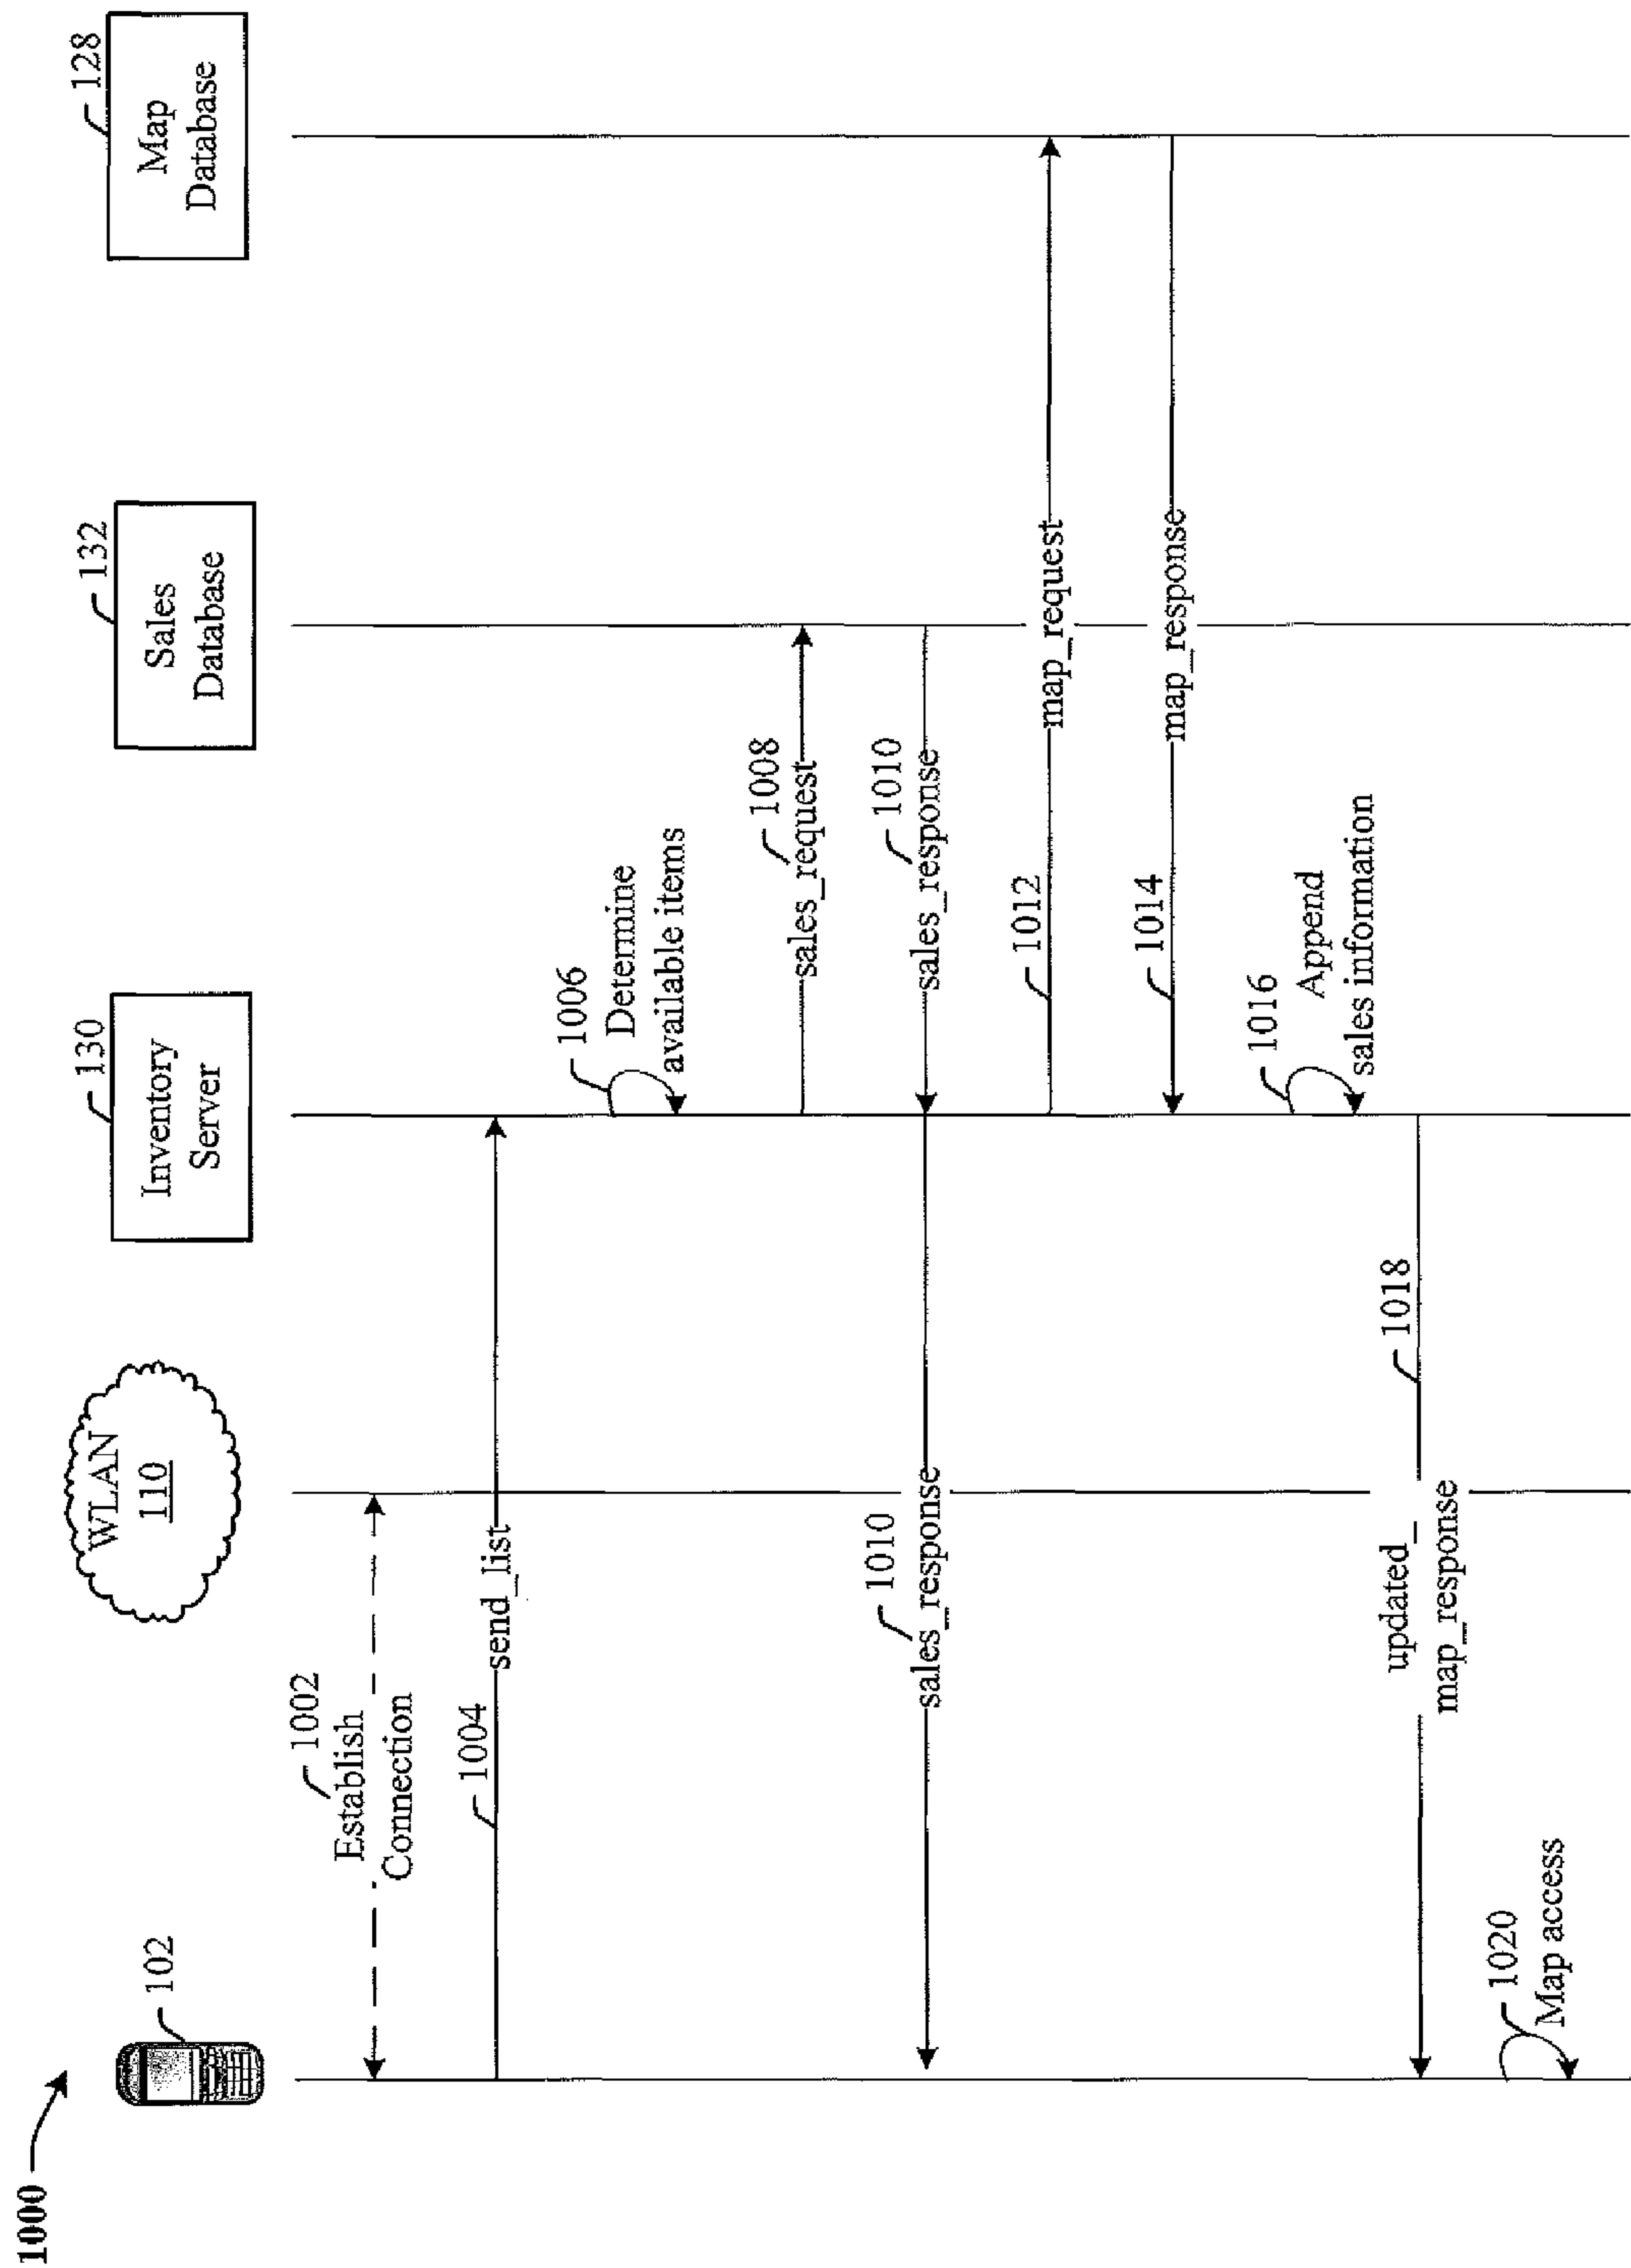 1000
102
WLAN
110
130
Inventory
Server
132
Sales
Database
128
Map
Database
1002
Establish
Connection
1004
send_list
1006
Determine
available items
1008
sales_request
1010
sales_response
1010
sales_response
1012
map_request
1014
map_response
1016
Append
sales information
1018
updated_
map_response
1020
Map access